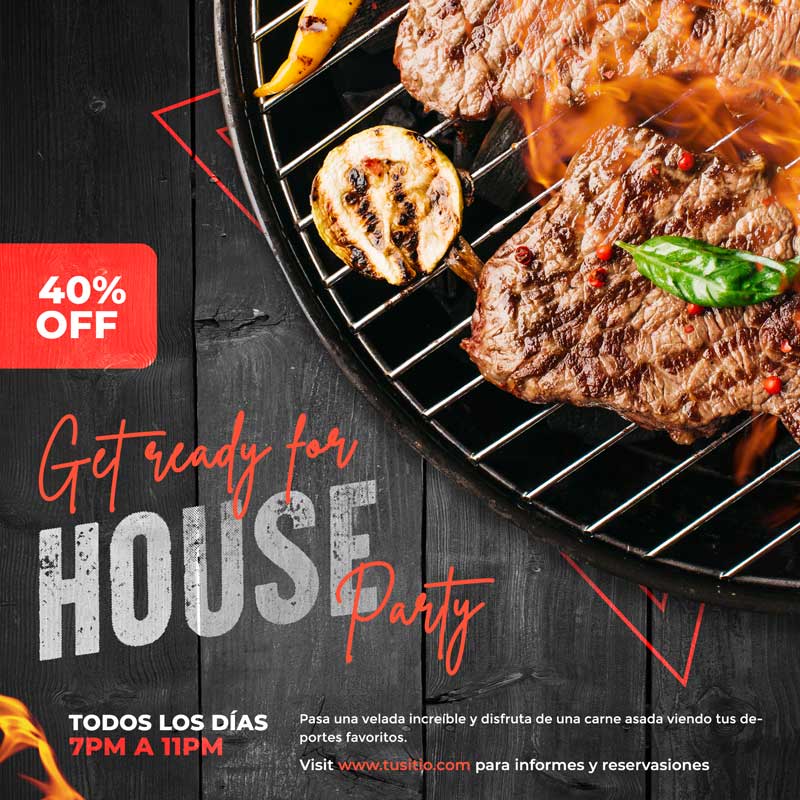 40%
OFF
Get ready for
HOUSE
Party
TODOS LOS DÍAS
7PM A 11PM
Pasa una velada increíble y disfruta de una carne asada viendo tus de-
portes favoritos.
Visit www.tusitio.com para informes y reservasiones